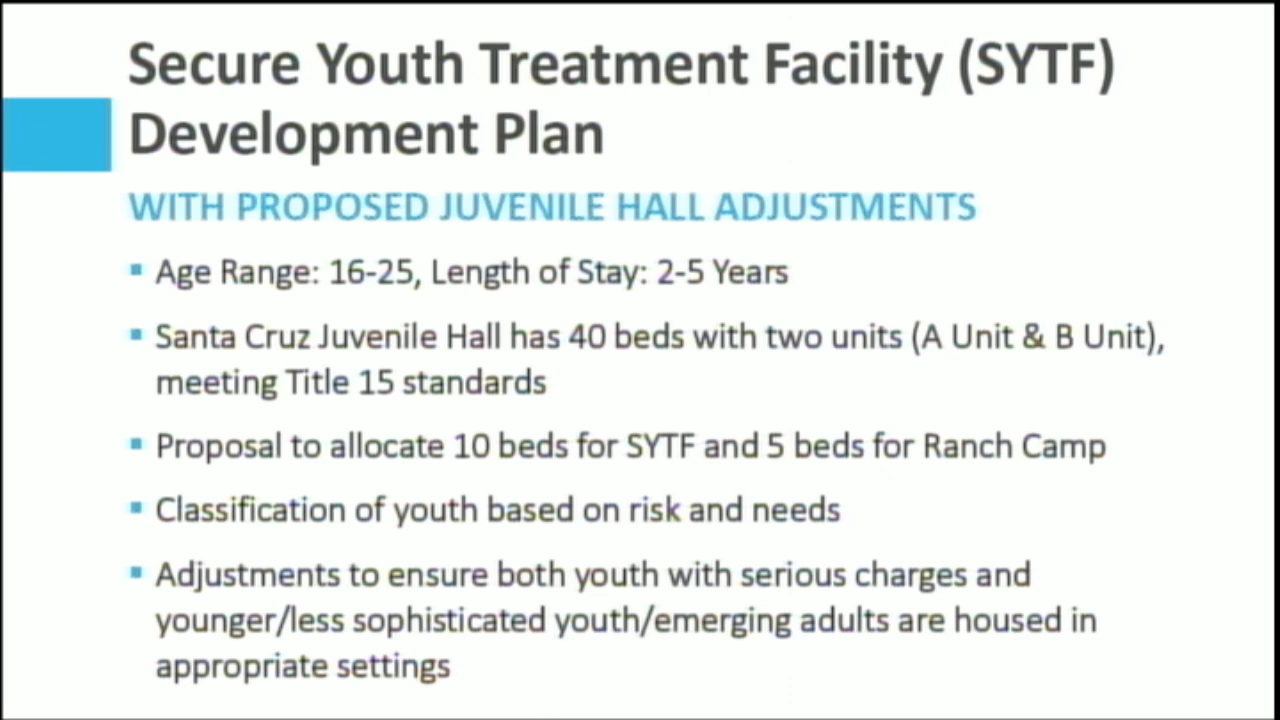 Secure Youth Treatment Facility (SYTF)
Development Plan
WITH PROPOSED JUVENILE HALL ADJUSTMENTS
▪ Age Range: 16-25, Length of Stay: 2-5 Years
▪ Santa Cruz Juvenile Hall has 40 beds with two units (A Unit & B Unit),
meeting Title 15 standards
▪ Proposal to allocate 10 beds for SYTF and 5 beds for Ranch Camp
▪ Classification of youth based on risk and needs
▪ Adjustments to ensure both youth with serious charges and
younger/less sophisticated youth/emerging adults are housed in
appropriate settings